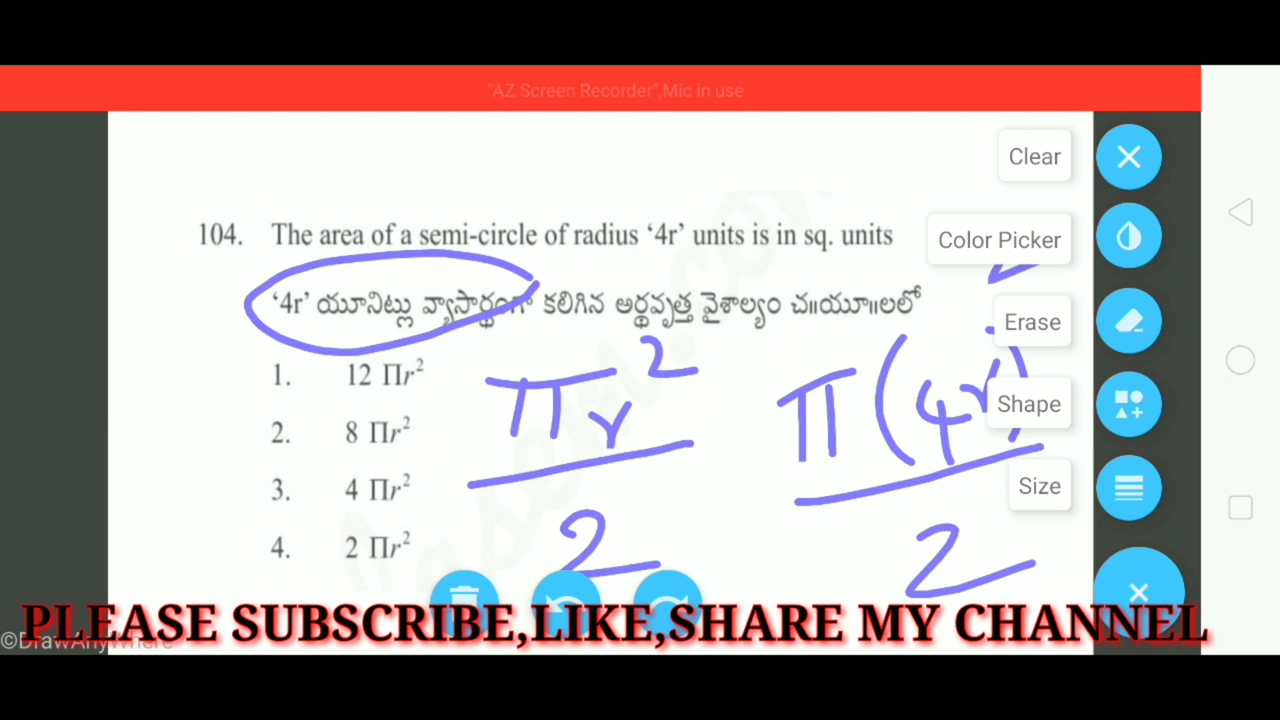 "AZ Screen Recorder",Mic in use
Clear
104. The area of a semi-circle of radius ‘4r’ units is in sq. units
Color Picker
‘4r’ యూనిట్లు వ్యాసార్థంగా కలిగిన అర్థవృత్త వైశాల్యం చ॥యూ॥లలో
Erase
1. 12 Πr²
2. 8 Πr²
3. 4 Πr²
4. 2 Πr²
πr²
2
π(4r)
2
Shape
Size
PLEASE SUBSCRIBE,LIKE,SHARE MY CHANNEL
©DrawAnywhere